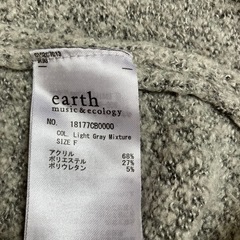 earth
music&ecology
NO. 18177CB0000
COL. Light Gray Mixture
SIZE F
アクリル 68%
ポリエステル 27%
ポリウレタン 5%